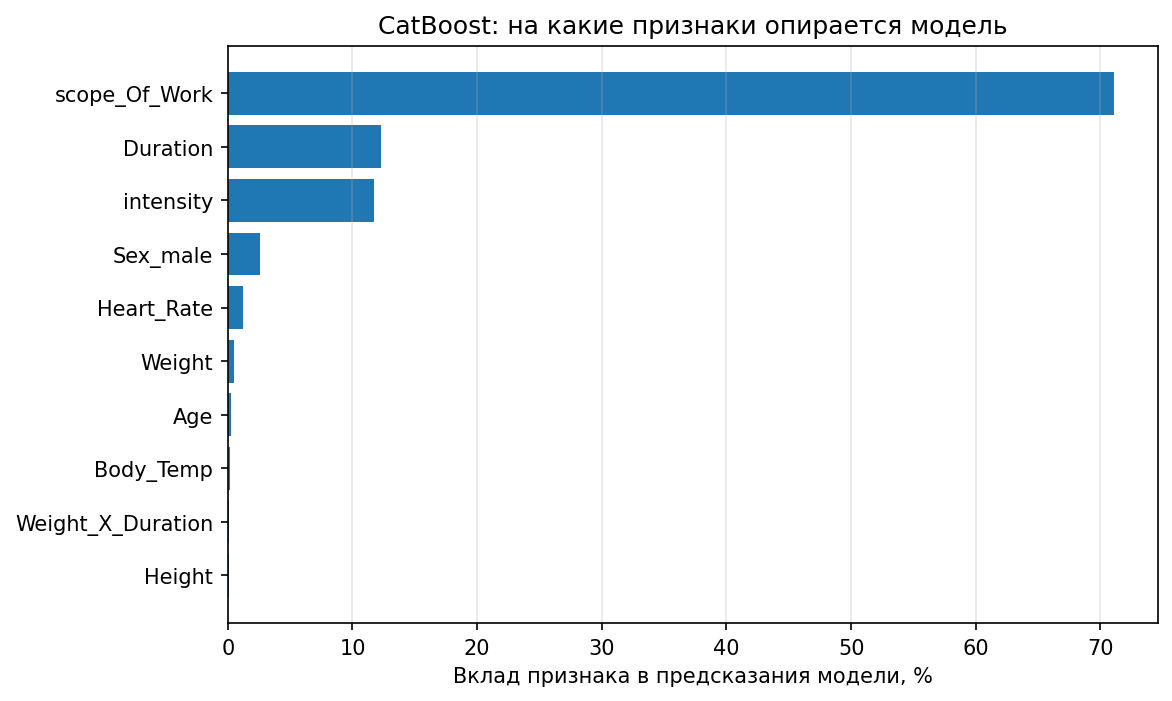 CatBoost: на какие признаки опирается модель
scope_Of_Work
Duration
intensity
Sex_male
Heart_Rate
Weight
Age
Body_Temp
Weight_X_Duration
Height
0 10 20 30 40 50 60 70
Вклад признака в предсказания модели, %